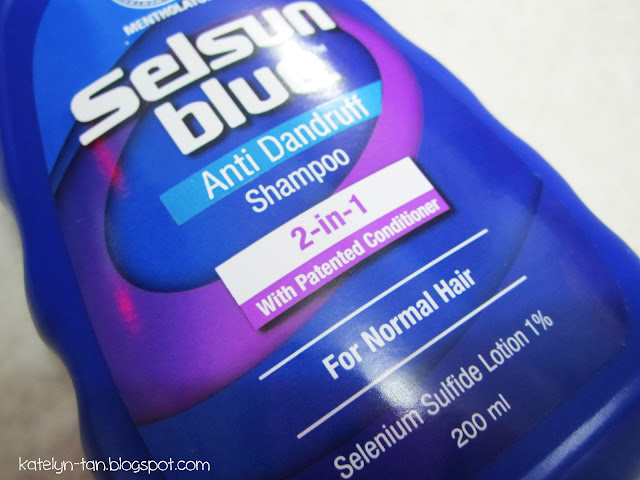 MENTHOLATUM
Selsun
blue
Anti Dandruff
Shampoo
2-in-1
With Patented Conditioner
For Normal Hair
Selenium Sulfide Lotion 1%
200 ml
katelyn-tan.blogspot.com